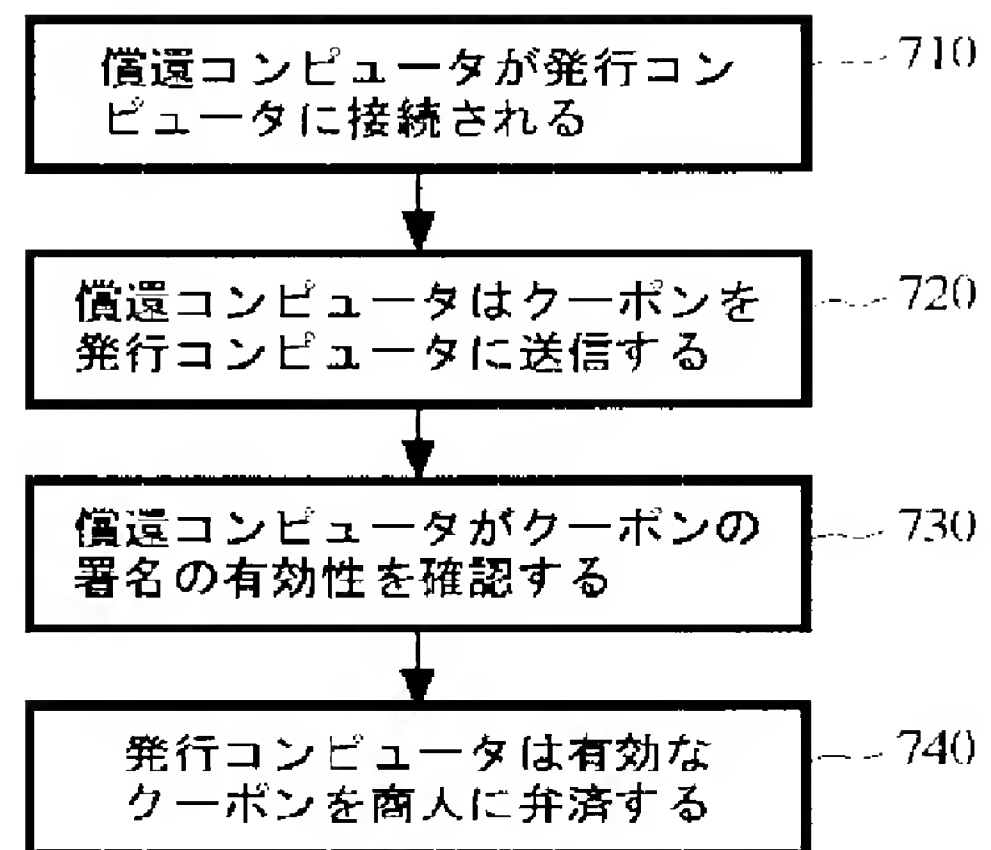 償還コンピュータが発行コン
ピュータに接続される
710
償還コンピュータはクーポンを
発行コンピュータに送信する
720
償還コンピュータがクーポンの
署名の有効性を確認する
730
発行コンピュータは有効な
クーポンを商人に弁済する
740